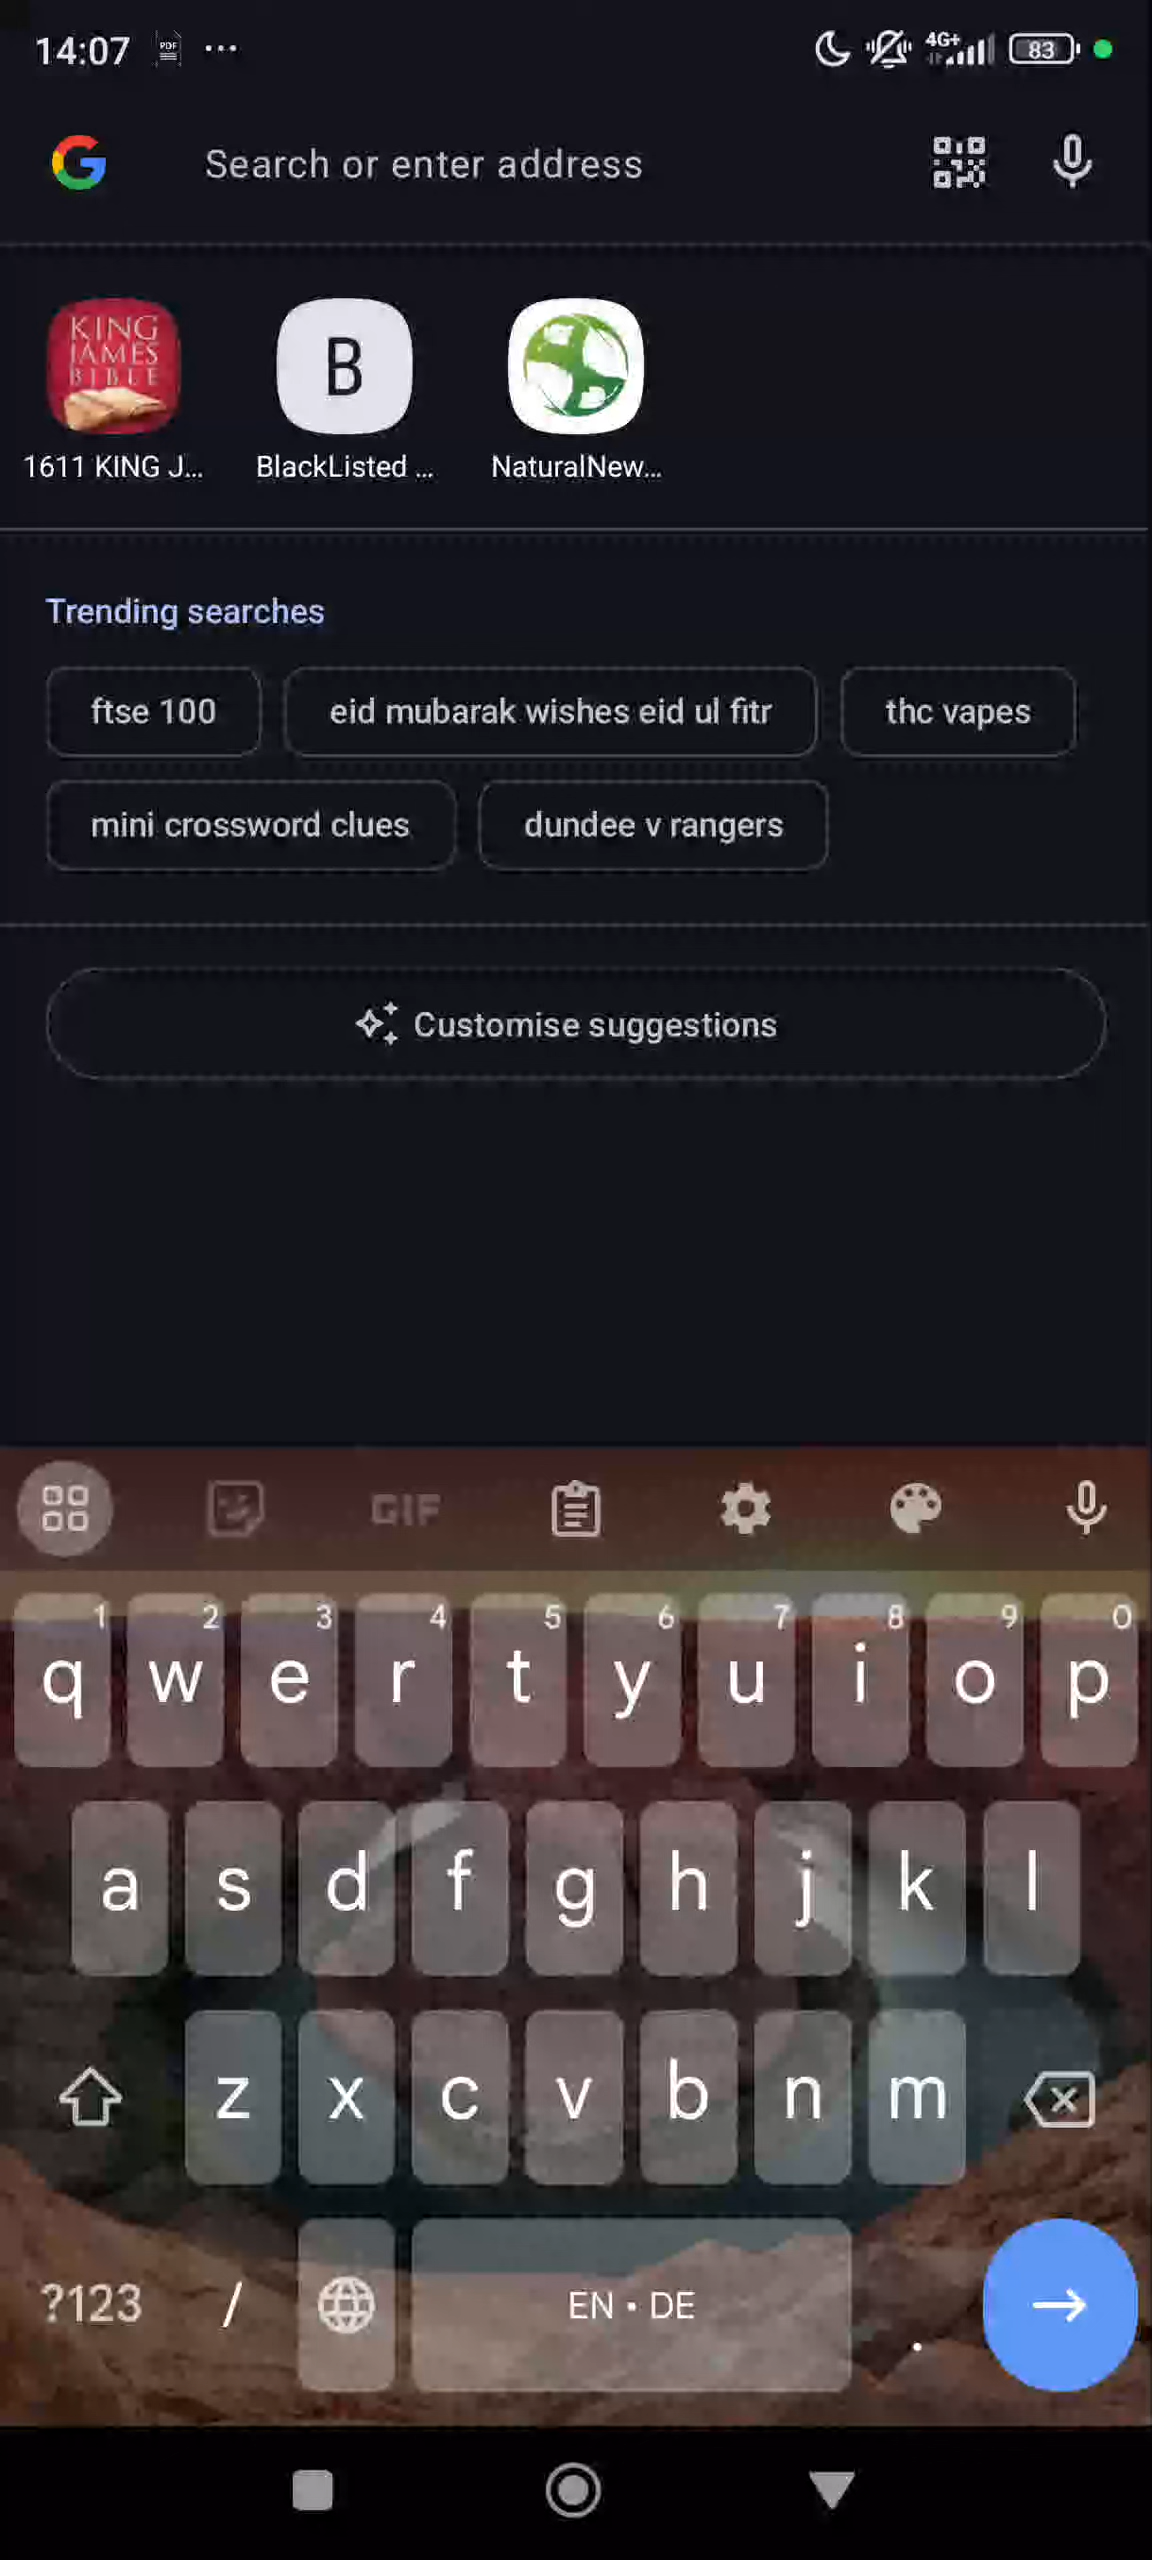 14:07 PDF ... 4G+ 83
G Search or enter address
KING
JAMES
BIBLE
B
1611 KING J...
BlackListed ...
NaturalNew...
Trending searches
ftse 100
eid mubarak wishes eid ul fitr
thc vapes
mini crossword clues
dundee v rangers
Customise suggestions
GIF
1 2 3 4 5 6 7 8 9 0
q w e r t y u i o p
a s d f g h j k l
z x c v b n m
?123 / EN • DE .